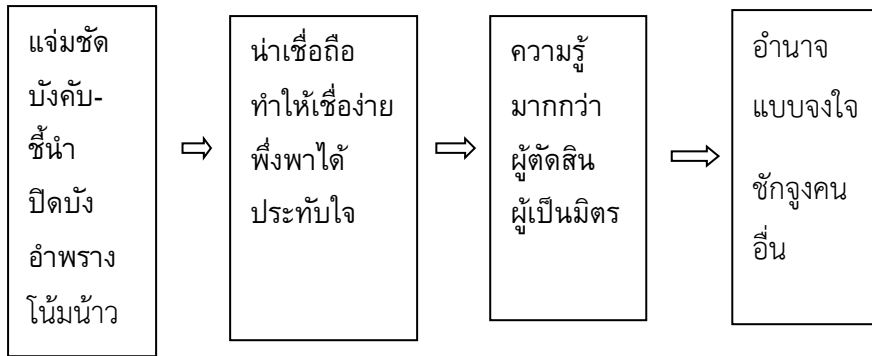 แจ่มชัด
บังคับ-
ชี้นำ
ปิดบัง
อำพราง
โน้มน้าว
น่าเชื่อถือ
ทำให้เชื่อง่าย
พึ่งพาได้
ประทับใจ
ความรู้
มากกว่า
ผู้ตัดสิน
ผู้เป็นมิตร
อำนาจ
แบบจงใจ
ชักจูงคน
อื่น